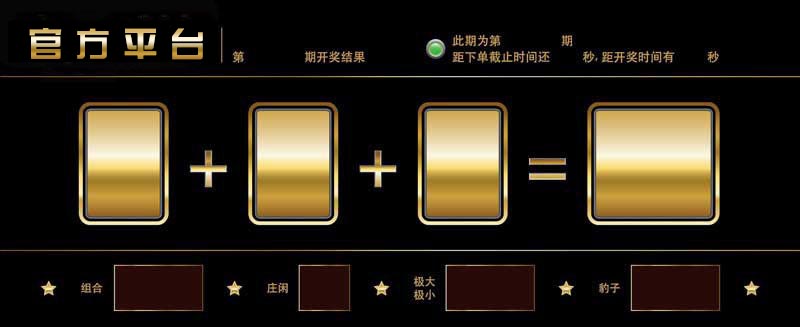 官方平台
第 期开奖结果
此期为第 期
距下单截止时间还 秒,距开奖时间有 秒
+ + =
组合
庄闲
极大
极小
豹子